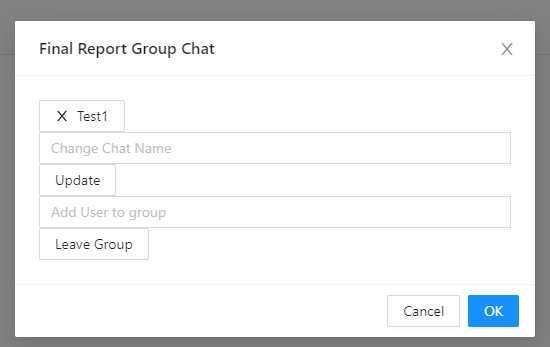 Final Report Group Chat
Test1
Change Chat Name
Update
Add User to group
Leave Group
Cancel OK